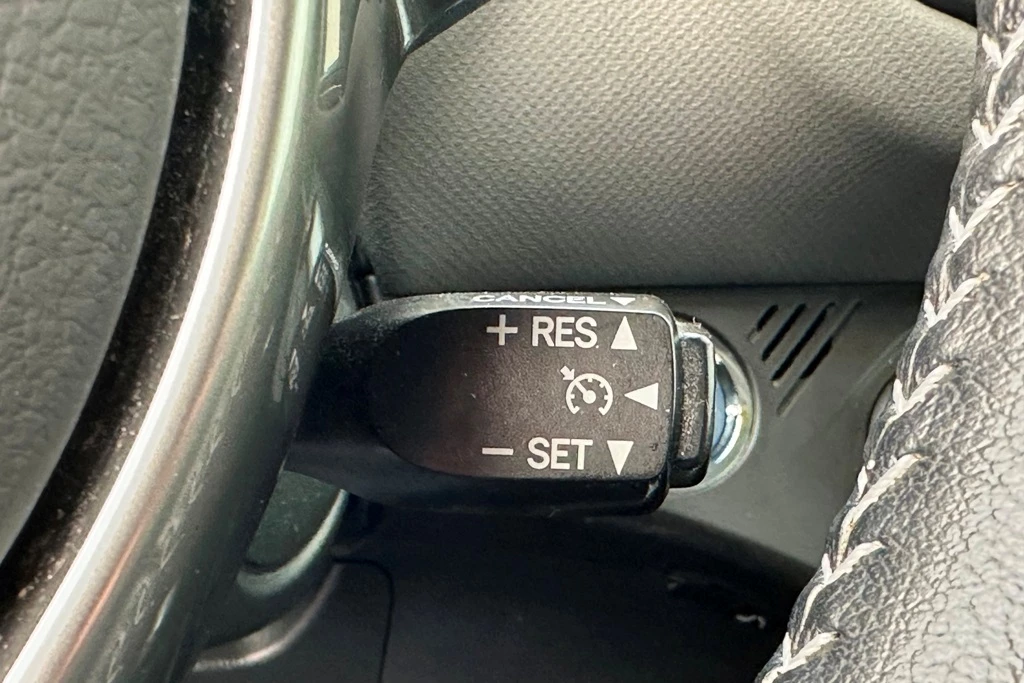 CANCEL ▼
+ RES ▲
◀
− SET ▼